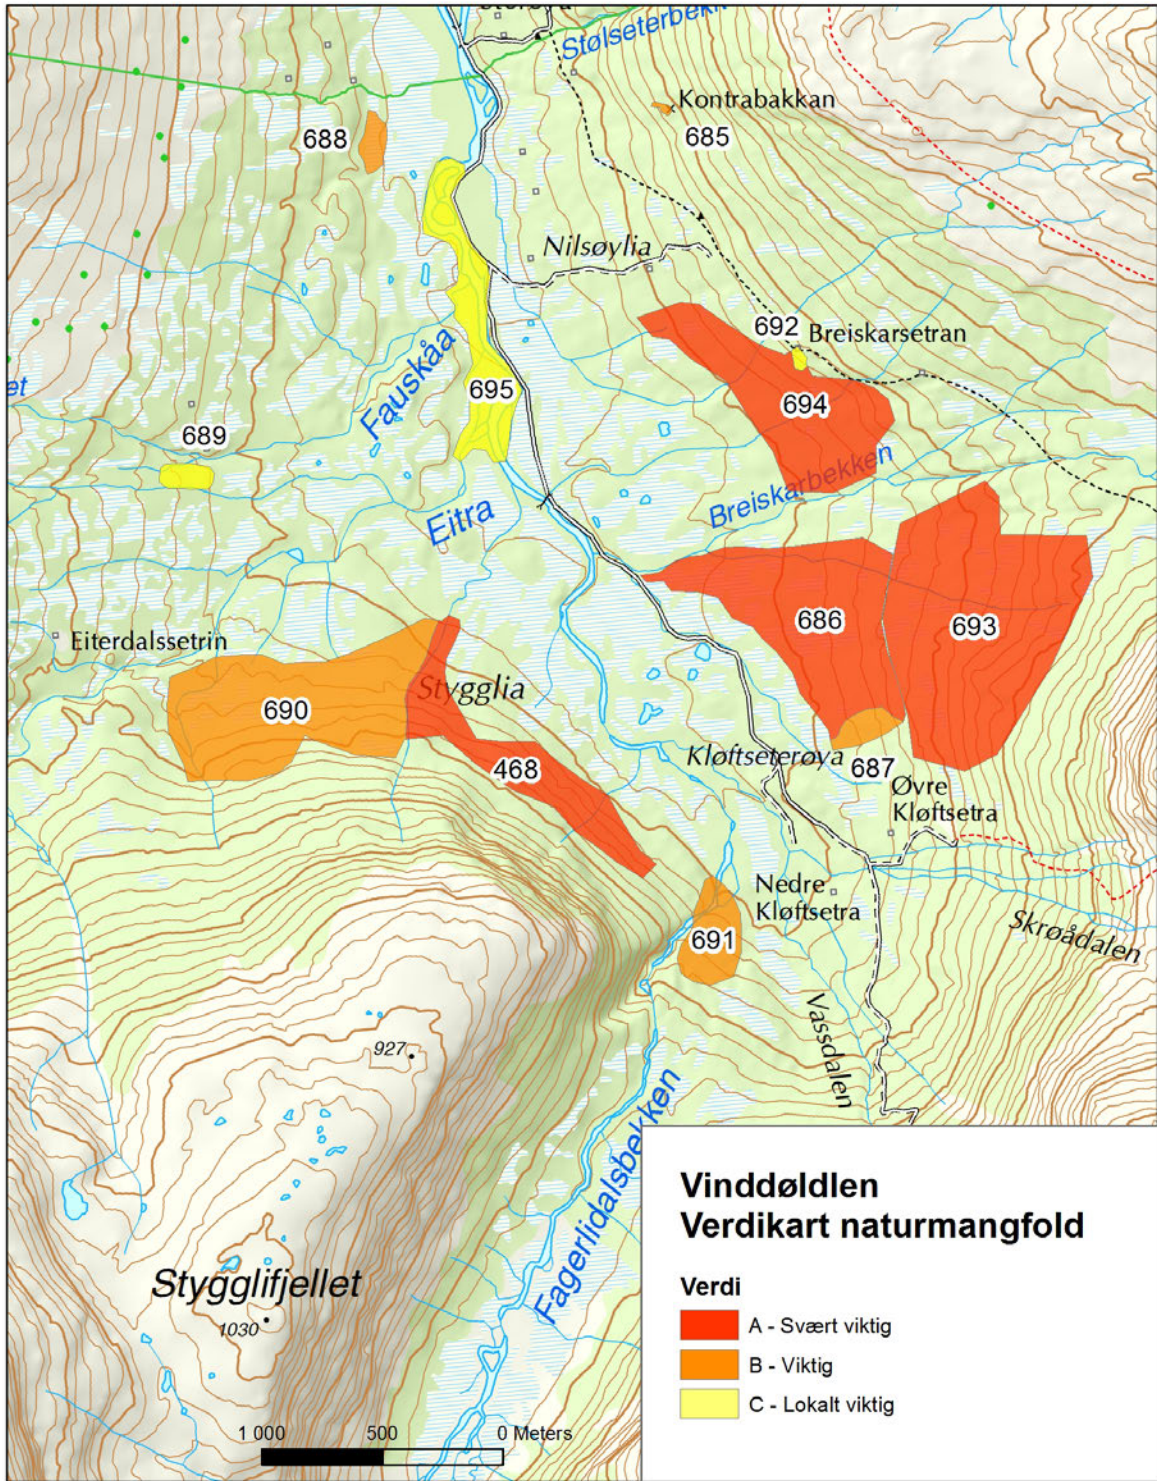 Stølseterbekk
Kontrabakkan
688
685
Nilsøylia
692
Breiskarsetran
Fauskåa
695
694
et
689
Breiskarbekken
Eitra
686
693
Eiterdalssetrin
Stygglia
690
468
Kløftseterøya
687
Øvre
Kløftsetra
Nedre
Kløftsetra
691
Skrøådalen
Vassdalen
927
Fagerlidalsbekken
Stygglifjellet
1030
Vinddøldlen
Verdikart naturmangfold
Verdi
A - Svært viktig
B - Viktig
C - Lokalt viktig
1 000
500
0 Meters